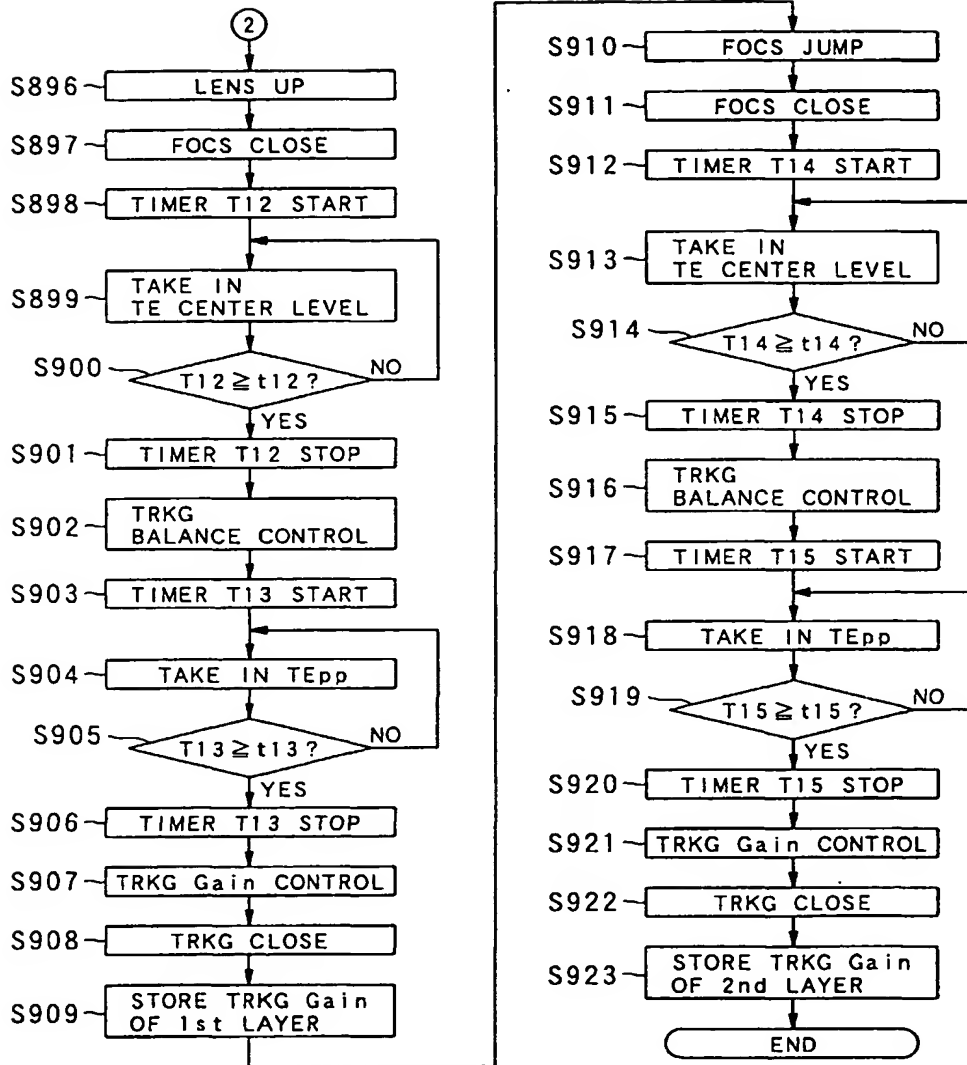 2
S896 LENS UP
S897 FOCS CLOSE
S898 TIMER T12 START
S899 TAKE IN
TE CENTER LEVEL
S900 T12≧t12? NO
YES
S901 TIMER T12 STOP
S902 TRKG
BALANCE CONTROL
S903 TIMER T13 START
S904 TAKE IN TEpp
S905 T13≧t13? NO
YES
S906 TIMER T13 STOP
S907 TRKG Gain CONTROL
S908 TRKG CLOSE
S909 STORE TRKG Gain
OF 1st LAYER
S910 FOCS JUMP
S911 FOCS CLOSE
S912 TIMER T14 START
S913 TAKE IN
TE CENTER LEVEL
S914 T14≧t14? NO
YES
S915 TIMER T14 STOP
S916 TRKG
BALANCE CONTROL
S917 TIMER T15 START
S918 TAKE IN TEpp
S919 T15≧t15? NO
YES
S920 TIMER T15 STOP
S921 TRKG Gain CONTROL
S922 TRKG CLOSE
S923 STORE TRKG Gain
OF 2nd LAYER
END